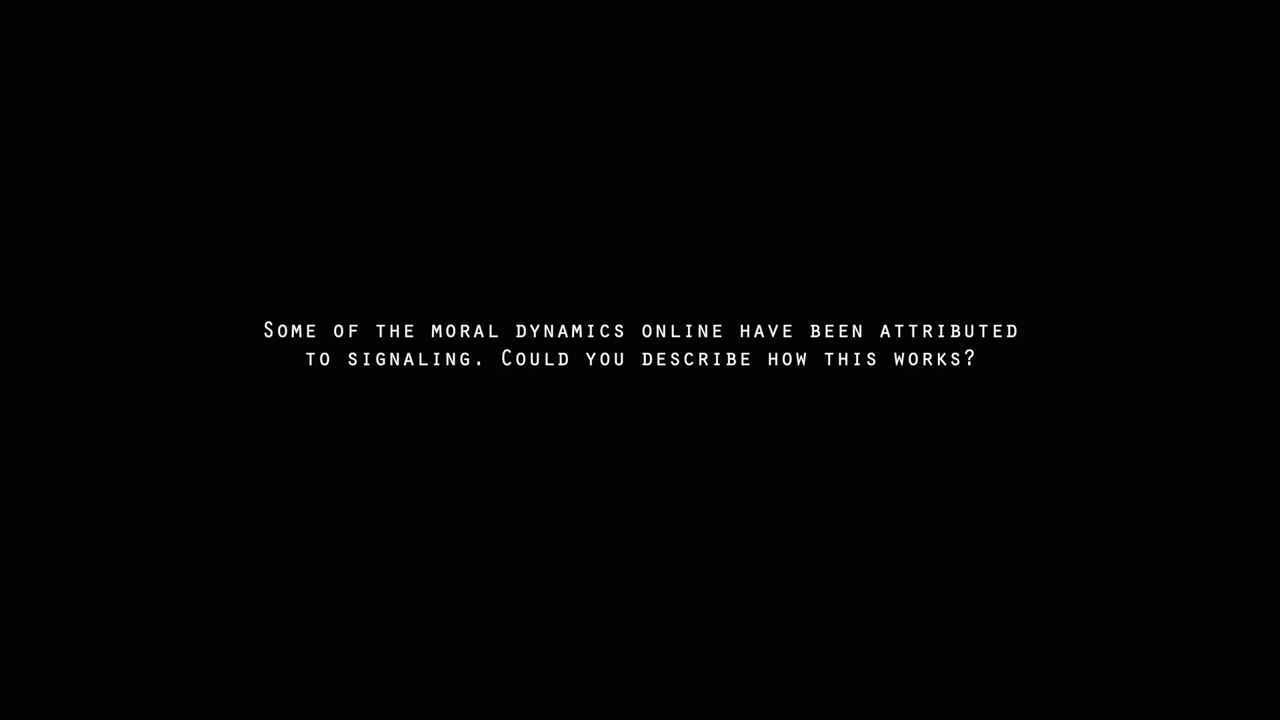 Some of the moral dynamics online have been attributed
to signaling. Could you describe how this works?